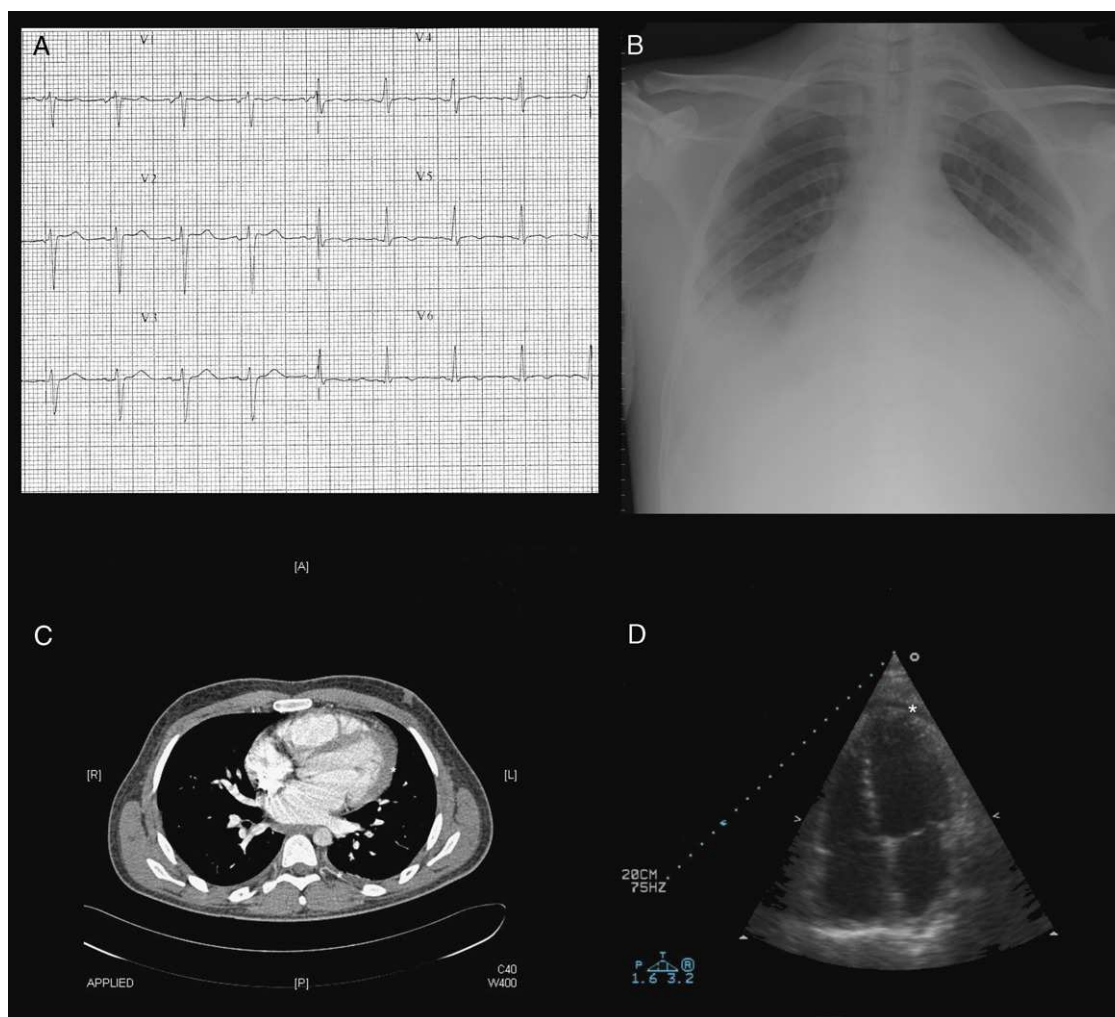 A
V1
V4
V2
V5
V3
V6
B
[A]
C
[R]
[L]
APPLIED
[P]
C40
W400
D
*
20CM
75HZ
P T R
1.6 3.2